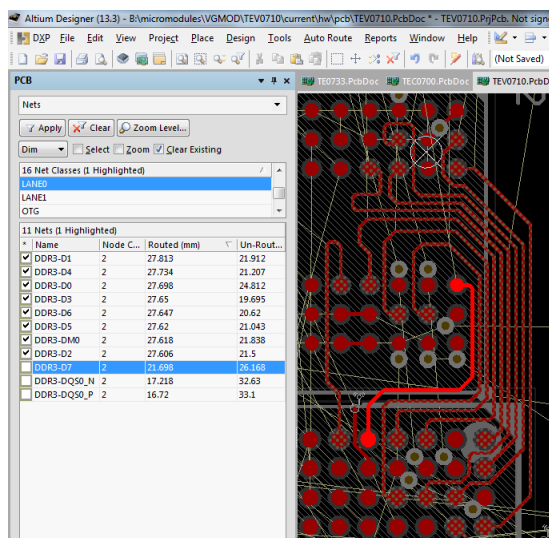 Altium Designer (13.3) - B:\micromodules\VGMOD\TEV0710\current\hw\pcb\TEV0710.PcbDoc * - TEV0710.PrjPcb. Not sign
DXP File Edit View Project Place Design Tools Auto Route Reports Window Help
(Not Saved)
PCB
TE0733.PcbDoc TEC0700.PcbDoc TEV0710.PcbD
Nets
Apply Clear Zoom Level...
Dim Select Zoom Clear Existing
16 Net Classes (1 Highlighted)
LANE0
LANE1
OTG
11 Nets (1 Highlighted)
* Name Node C... Routed (mm) Un-Rout...
DDR3-D1 2 27.813 21.912
DDR3-D4 2 27.734 21.207
DDR3-D0 2 27.698 24.812
DDR3-D3 2 27.65 19.695
DDR3-D6 2 27.647 20.62
DDR3-D5 2 27.62 21.043
DDR3-DM0 2 27.618 21.838
DDR3-D2 2 27.606 21.5
DDR3-D7 2 21.698 26.168
DDR3-DQS0_N 2 17.218 32.63
DDR3-DQS0_P 2 16.72 33.1